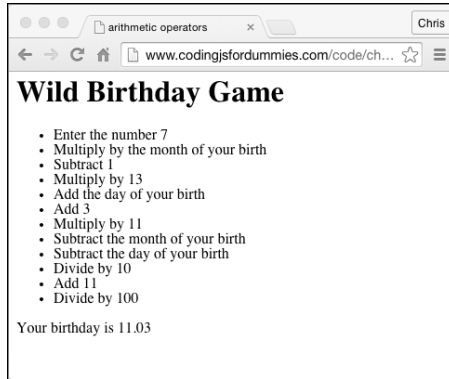 arithmetic operators
Chris
www.codingjsfordummies.com/code/ch...
Wild Birthday Game
• Enter the number 7
• Multiply by the month of your birth
• Subtract 1
• Multiply by 13
• Add the day of your birth
• Add 3
• Multiply by 11
• Subtract the month of your birth
• Subtract the day of your birth
• Divide by 10
• Add 11
• Divide by 100
Your birthday is 11.03